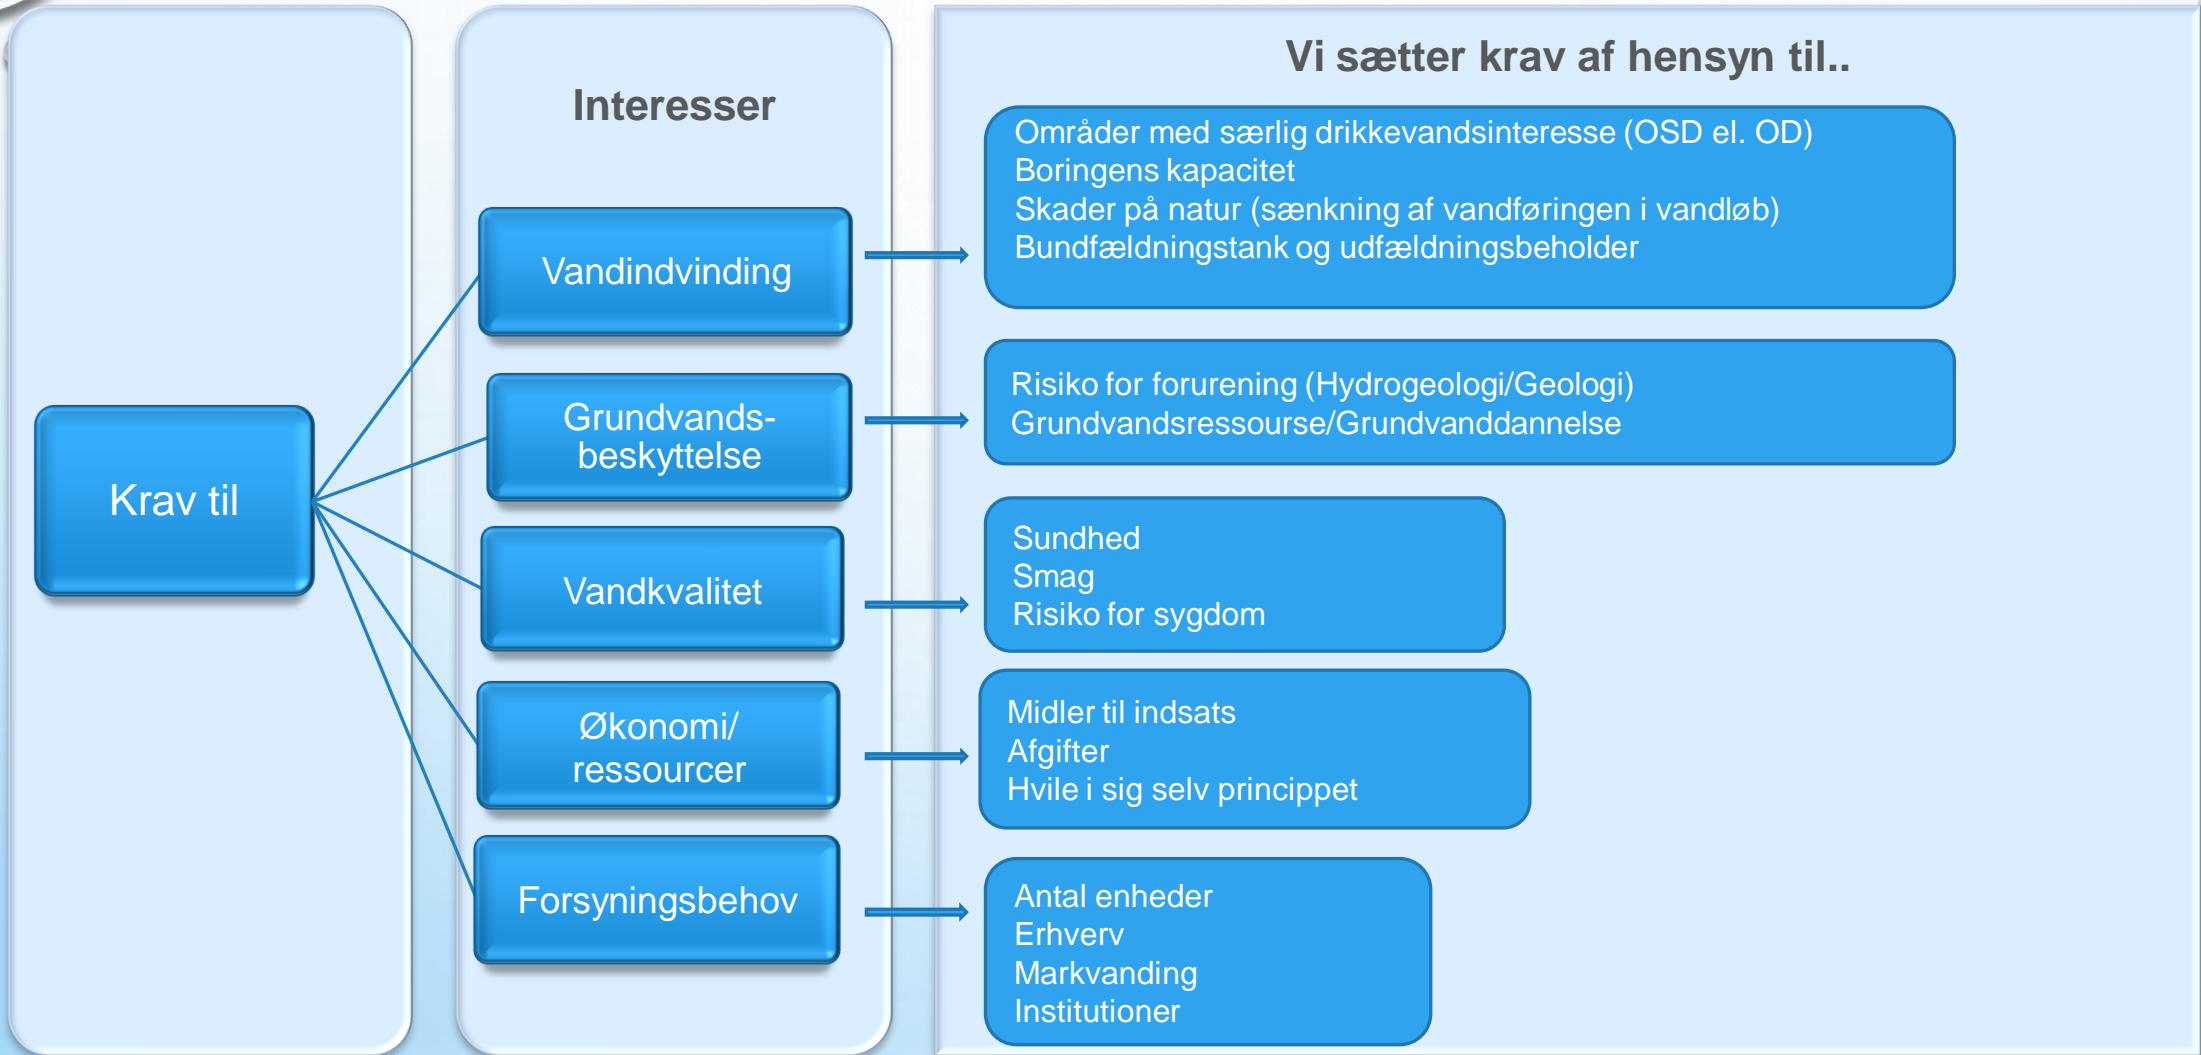 Krav til
Interesser
Vandindvinding
Grundvands-
beskyttelse
Vandkvalitet
Økonomi/
ressourcer
Forsyningsbehov
Vi sætter krav af hensyn til..
Områder med særlig drikkevandsinteresse (OSD el. OD)
Boringens kapacitet
Skader på natur (sænkning af vandføringen i vandløb)
Bundfældningstank og udfældningsbeholder
Risiko for forurening (Hydrogeologi/Geologi)
Grundvandsressourse/Grundvanddannelse
Sundhed
Smag
Risiko for sygdom
Midler til indsats
Afgifter
Hvile i sig selv princippet
Antal enheder
Erhverv
Markvanding
Institutioner